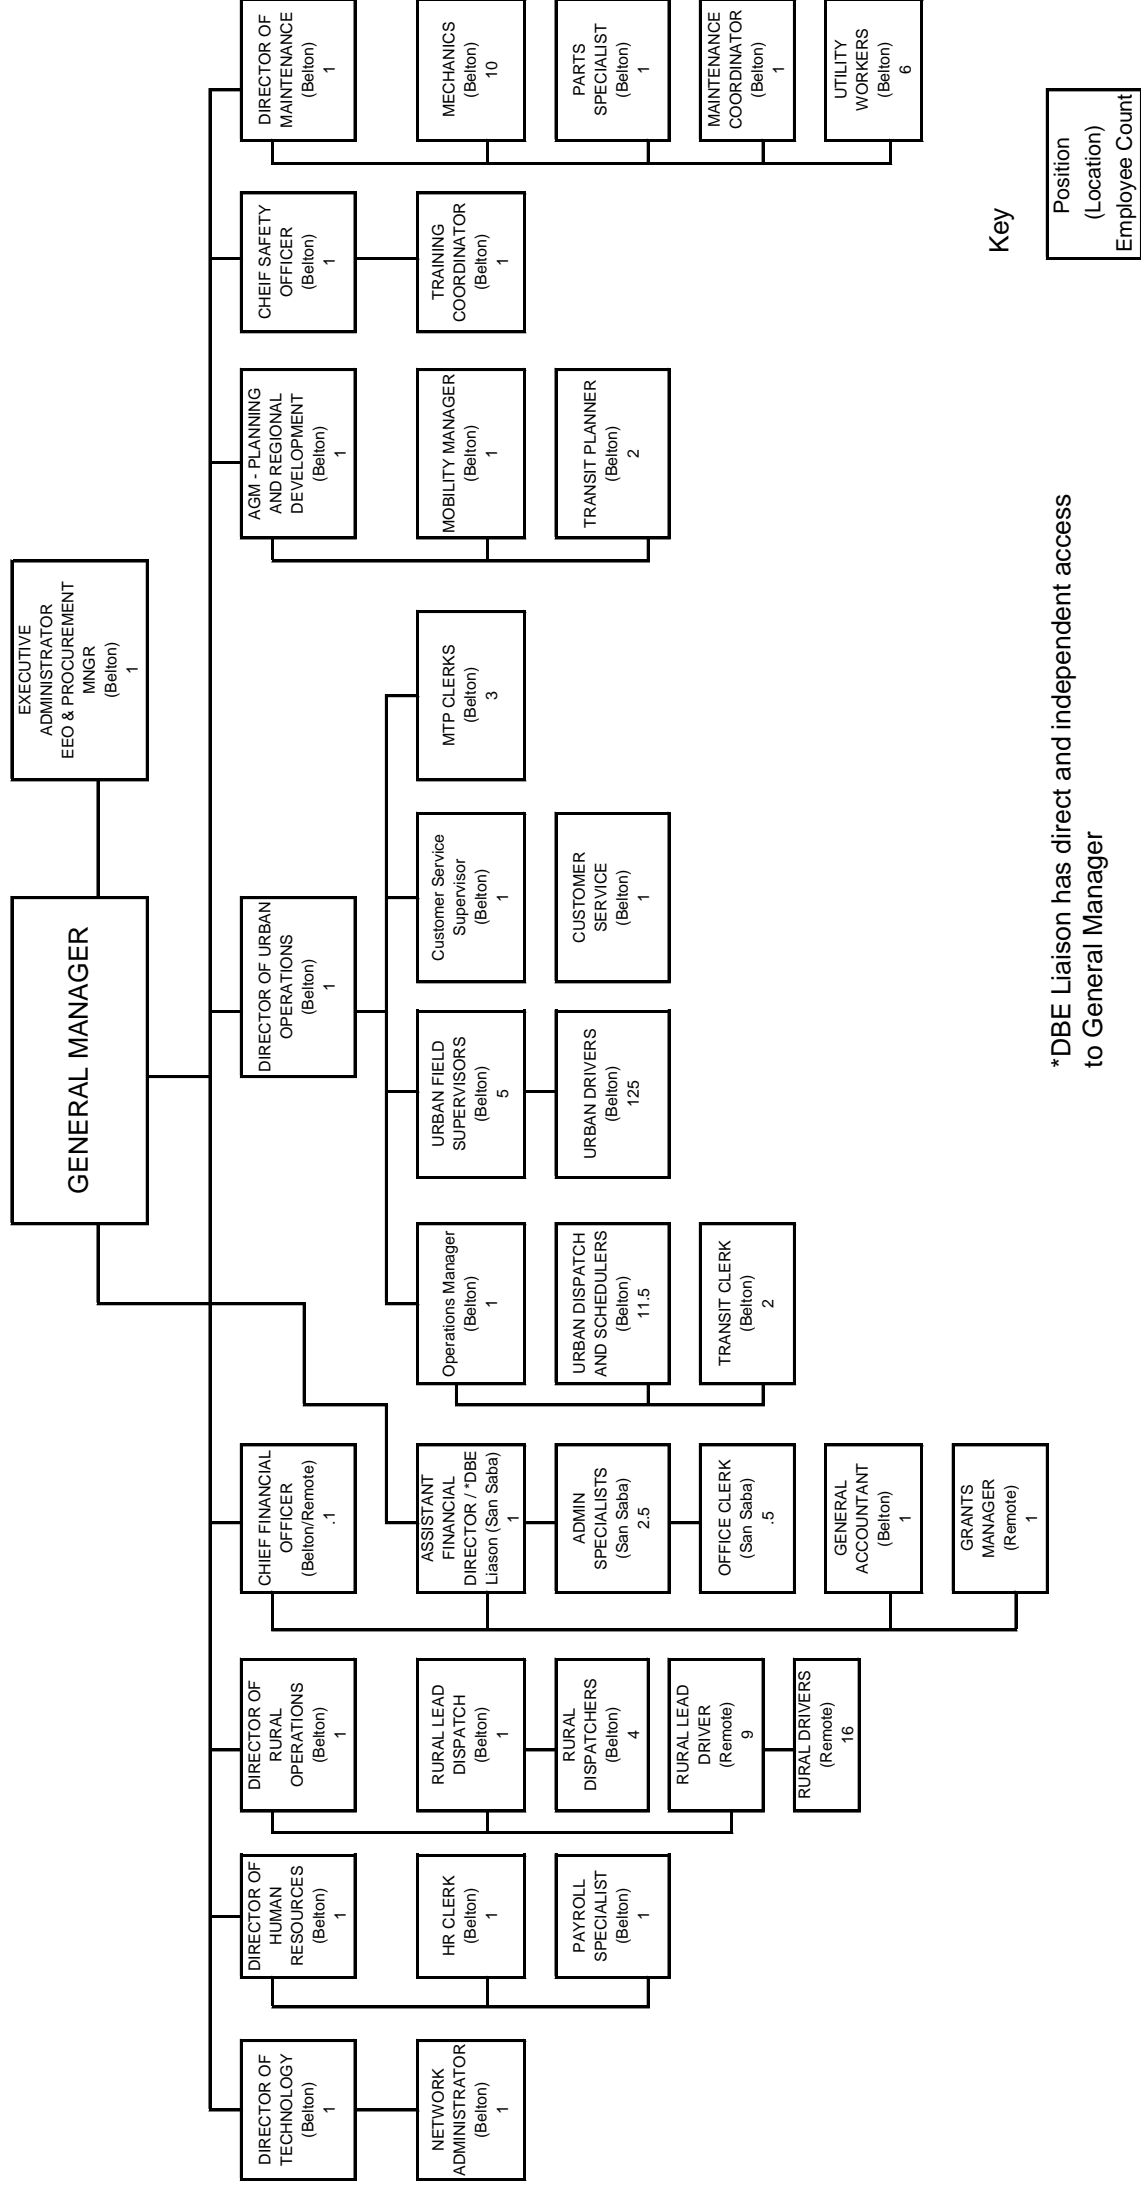 GENERAL MANAGER
EXECUTIVE
ADMINISTRATOR
EEO & PROCUREMENT
MNGR
(Belton)
1
DIRECTOR OF
TECHNOLOGY
(Belton)
1
NETWORK
ADMINISTRATOR
(Belton)
1
DIRECTOR OF
HUMAN
RESOURCES
(Belton)
1
HR CLERK
(Belton)
1
PAYROLL
SPECIALIST
(Belton)
1
DIRECTOR OF
RURAL
OPERATIONS
(Belton)
1
RURAL LEAD
DISPATCH
(Belton)
1
RURAL
DISPATCHERS
(Belton)
4
RURAL LEAD
DRIVER
(Remote)
9
RURAL DRIVERS
(Remote)
16
CHIEF FINANCIAL
OFFICER
(Belton/Remote)
.1
ASSISTANT
FINANCIAL
DIRECTOR / *DBE
Liason (San Saba)
1
ADMIN
SPECIALISTS
(San Saba)
2.5
OFFICE CLERK
(San Saba)
.5
GENERAL
ACCOUNTANT
(Belton)
1
GRANTS
MANAGER
(Remote)
1
DIRECTOR OF URBAN
OPERATIONS
(Belton)
1
Operations Manager
(Belton)
1
URBAN DISPATCH
AND SCHEDULERS
(Belton)
11.5
TRANSIT CLERK
(Belton)
2
URBAN FIELD
SUPERVISORS
(Belton)
5
URBAN DRIVERS
(Belton)
125
Customer Service
Supervisor
(Belton)
1
CUSTOMER
SERVICE
(Belton)
1
MTP CLERKS
(Belton)
3
AGM - PLANNING
AND REGIONAL
DEVELOPMENT
(Belton)
1
MOBILITY MANAGER
(Belton)
1
TRANSIT PLANNER
(Belton)
2
CHEIF SAFETY
OFFICER
(Belton)
1
TRAINING
COORDINATOR
(Belton)
1
DIRECTOR OF
MAINTENANCE
(Belton)
1
MECHANICS
(Belton)
10
PARTS
SPECIALIST
(Belton)
1
MAINTENANCE
COORDINATOR
(Belton)
1
UTILITY
WORKERS
(Belton)
6
*DBE Liaison has direct and independent access
to General Manager
Key
Position
(Location)
Employee Count